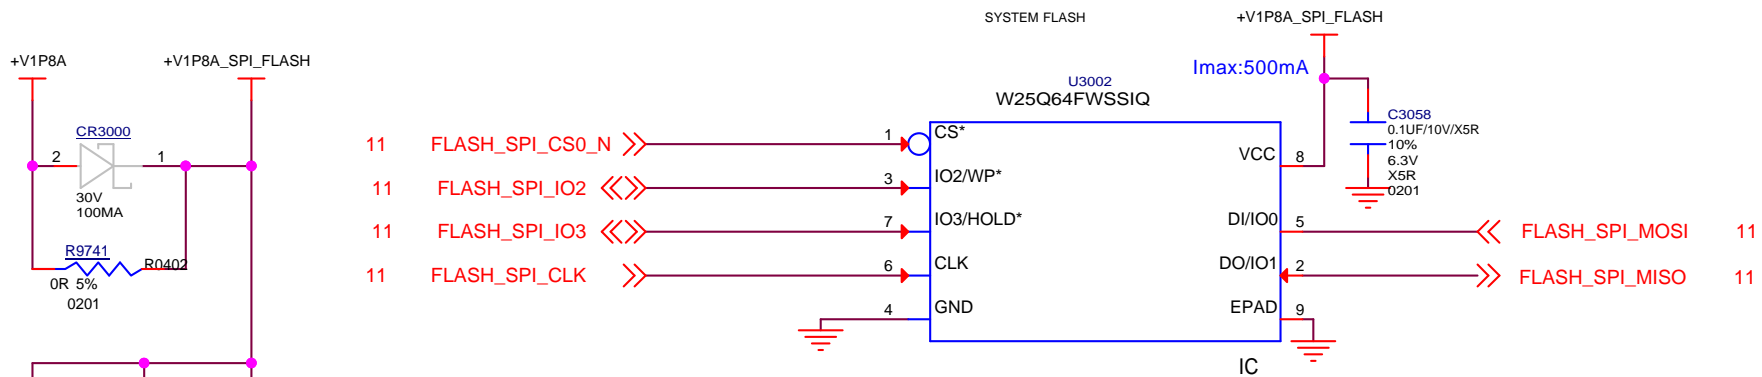 SYSTEM FLASH
+V1P8A_SPI_FLASH
+V1P8A
+V1P8A_SPI_FLASH
Imax:500mA
U3002
W25Q64FWSSIQ
CR3000
2
1
30V
100MA
R9741
R0402
0R 5%
0201
11 FLASH_SPI_CS0_N
1
CS*
11 FLASH_SPI_IO2
3
IO2/WP*
11 FLASH_SPI_IO3
7
IO3/HOLD*
11 FLASH_SPI_CLK
6
CLK
4
GND
VCC
8
C3058
0.1UF/10V/X5R
10%
6.3V
X5R
0201
DI/IO0
5
FLASH_SPI_MOSI 11
DO/IO1
2
FLASH_SPI_MISO 11
EPAD
9
IC